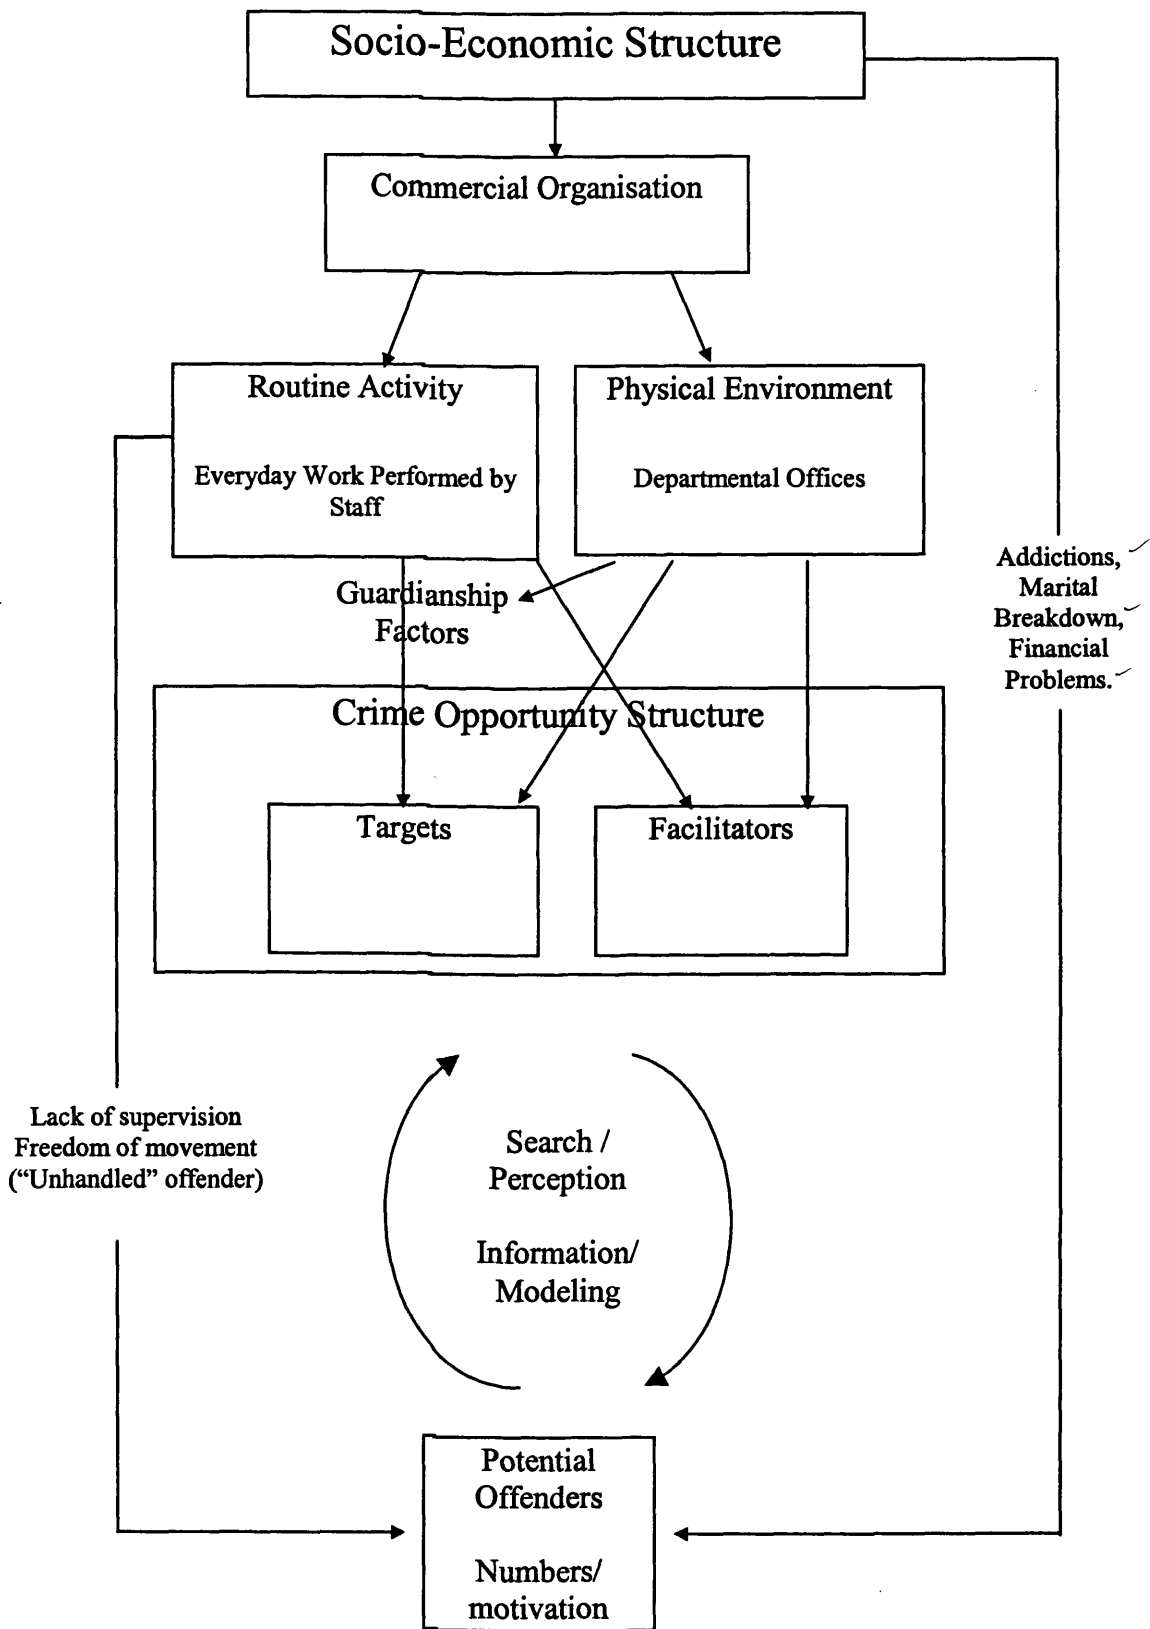 Socio-Economic Structure
Commercial Organisation
Routine Activity
Everyday Work Performed by
Staff
Physical Environment
Departmental Offices
Guardianship
Factors
Addictions,
Marital
Breakdown,
Financial
Problems.
Crime Opportunity Structure
Targets
Facilitators
Lack of supervision
Freedom of movement
(“Unhandled” offender)
Search /
Perception
Information/
Modeling
Potential
Offenders
Numbers/
motivation